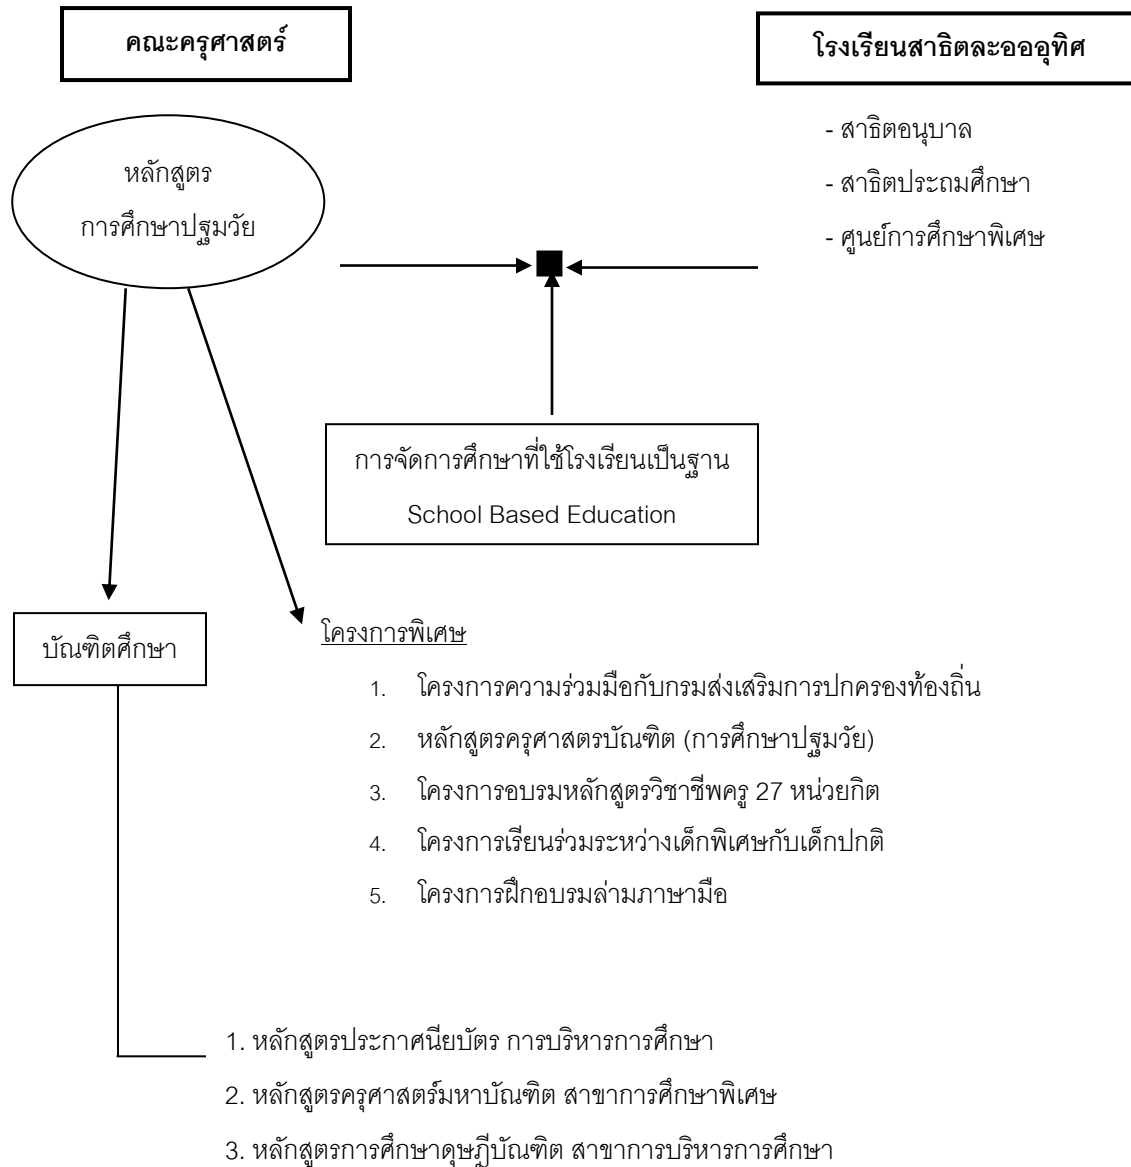 คณะครุศาสตร์
โรงเรียนสาธิตละอออุทิศ
หลักสูตร
การศึกษาปฐมวัย
- สาธิตอนุบาล
- สาธิตประถมศึกษา
- ศูนย์การศึกษาพิเศษ
การจัดการศึกษาที่ใช้โรงเรียนเป็นฐาน
School Based Education
บัณฑิตศึกษา
โครงการพิเศษ
1. โครงการความร่วมมือกับกรมส่งเสริมการปกครองท้องถิ่น
2. หลักสูตรครุศาสตรบัณฑิต (การศึกษาปฐมวัย)
3. โครงการอบรมหลักสูตรวิชาชีพครู 27 หน่วยกิต
4. โครงการเรียนร่วมระหว่างเด็กพิเศษกับเด็กปกติ
5. โครงการฝึกอบรมล่ามภาษามือ
1. หลักสูตรประกาศนียบัตร การบริหารการศึกษา
2. หลักสูตรครุศาสตร์มหาบัณฑิต สาขาการศึกษาพิเศษ
3. หลักสูตรการศึกษาดุษฎีบัณฑิต สาขาการบริหารการศึกษา